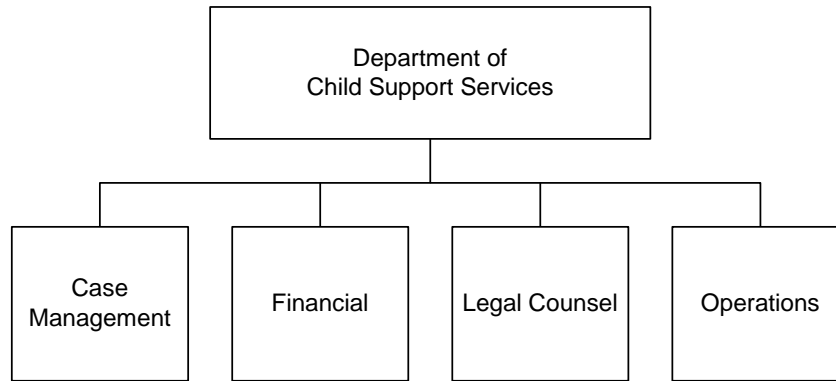 Department of
Child Support Services
Case
Management
Financial
Legal Counsel
Operations